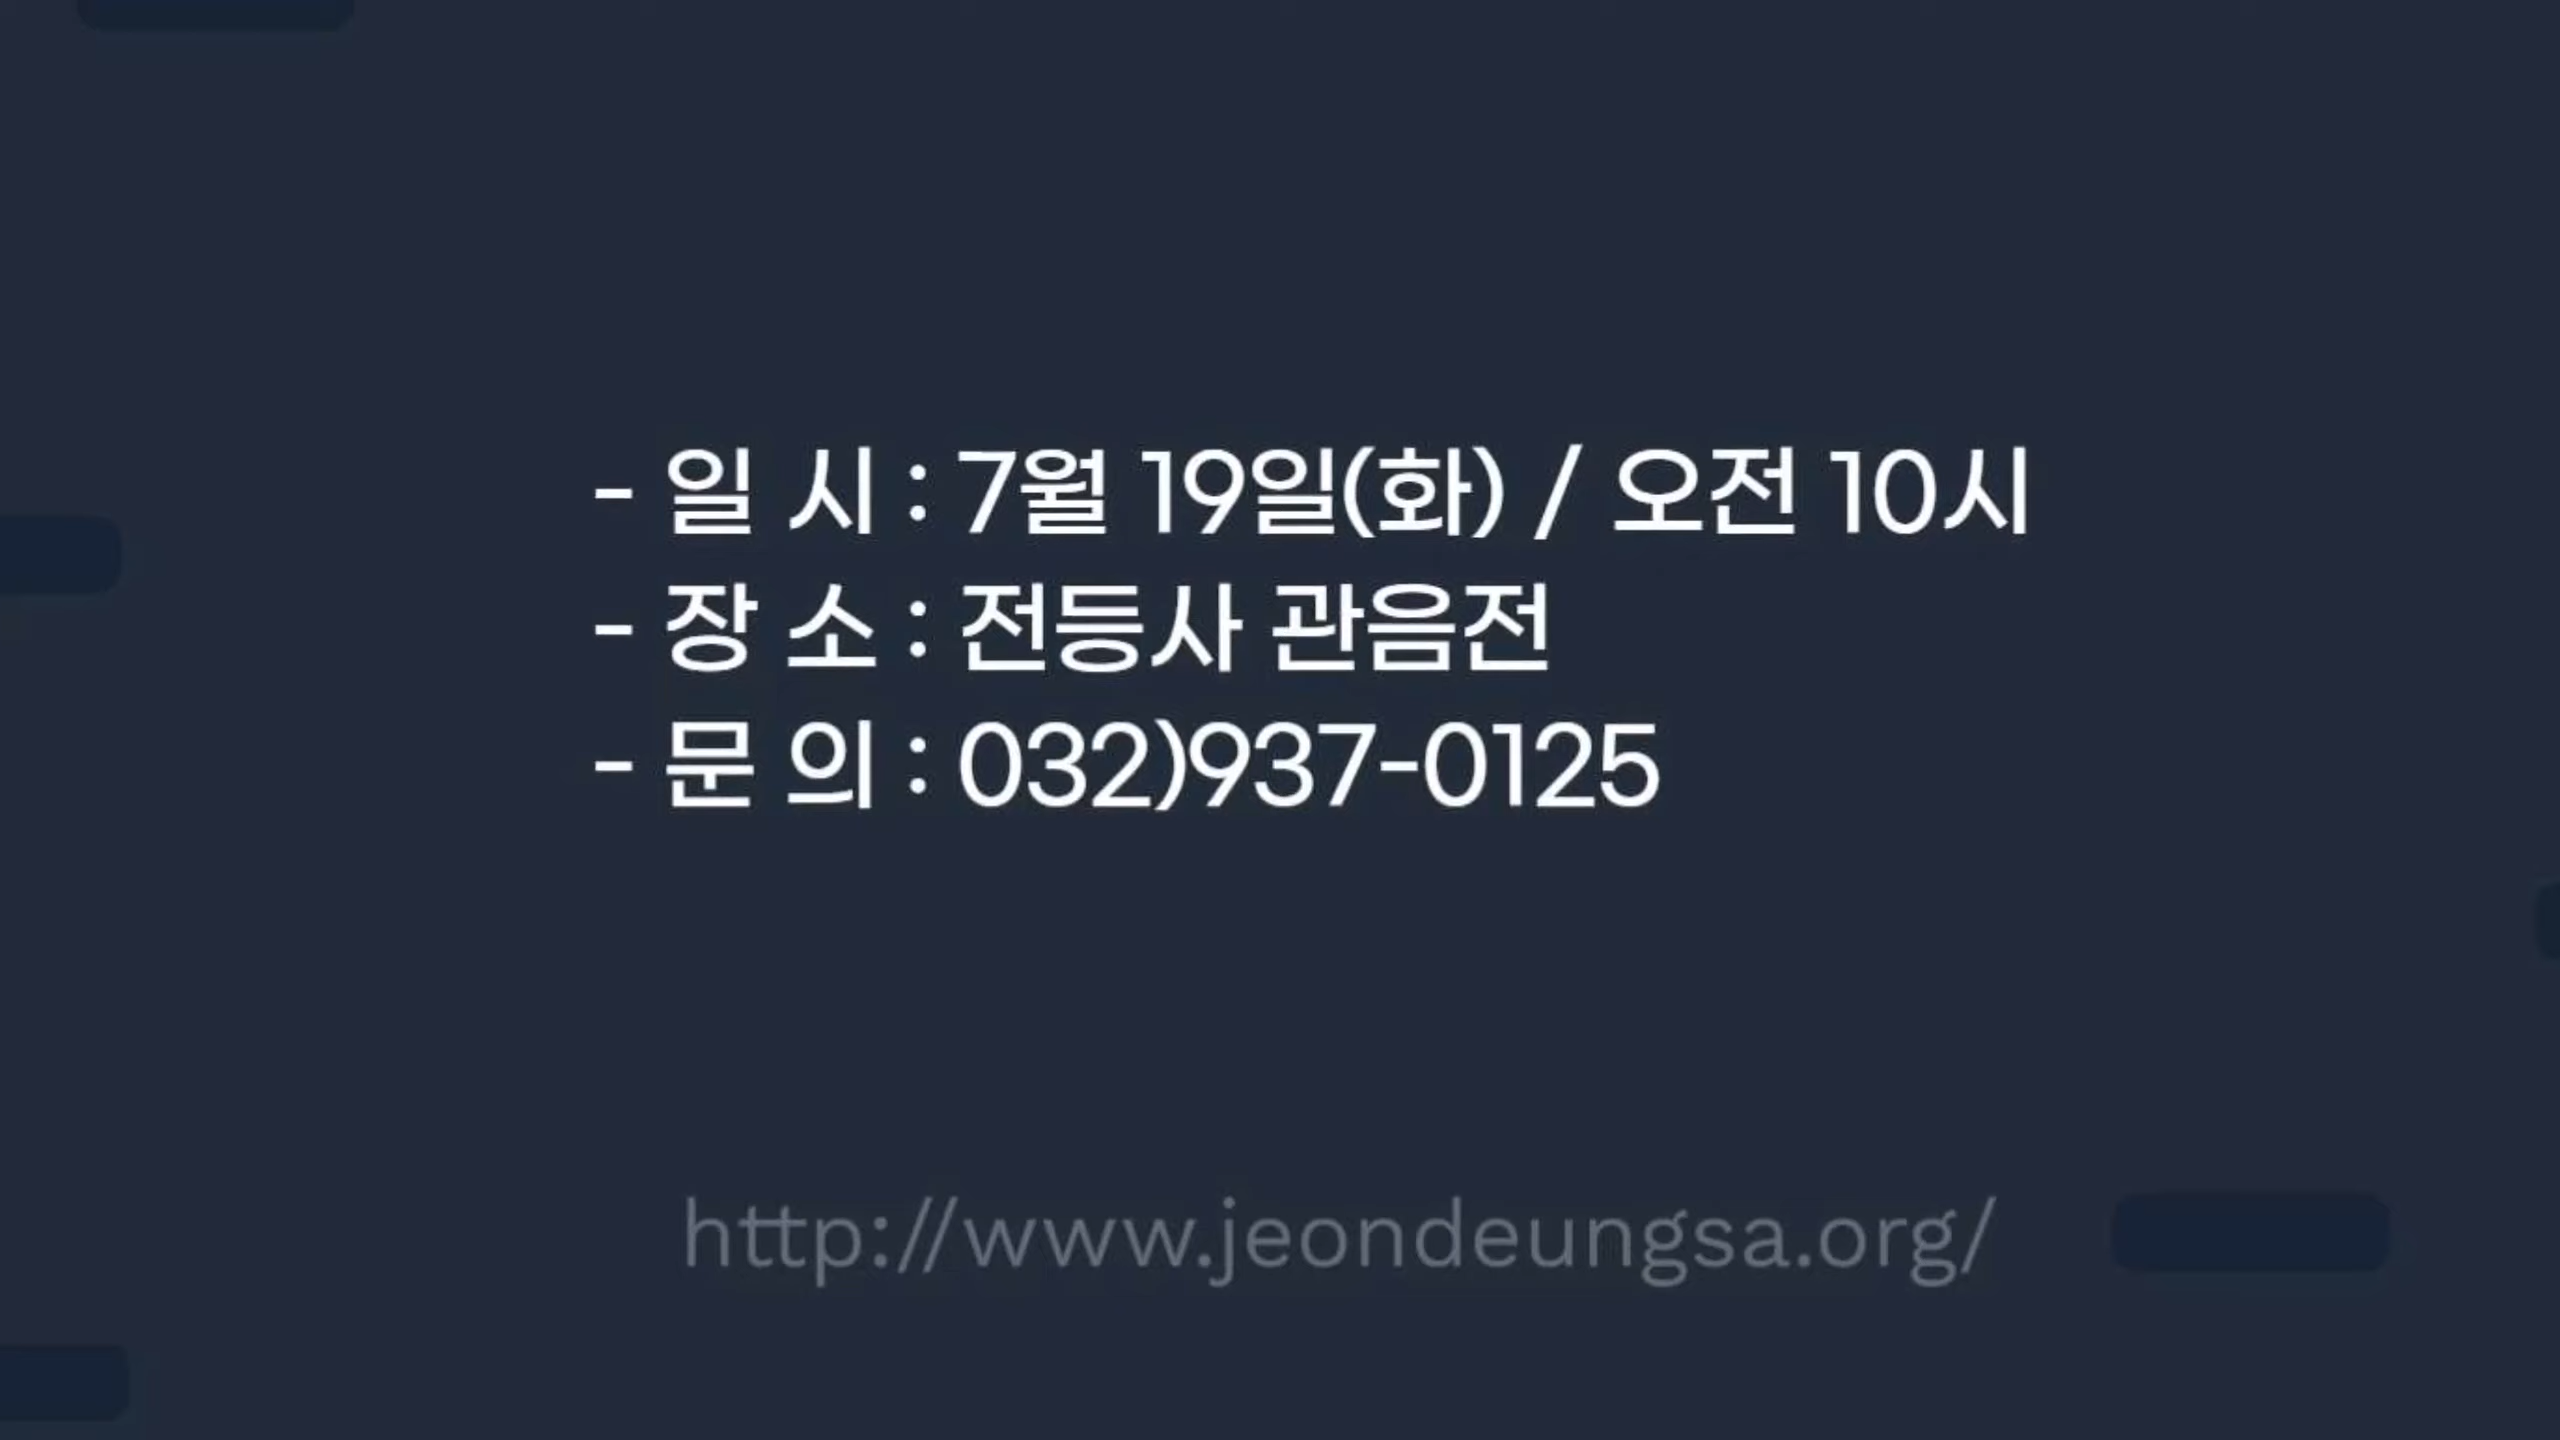 - 일 시 : 7월 19일(화) / 오전 10시
- 장 소 : 전등사 관음전
- 문 의 : 032)937-0125
http://www.jeondeungsa.org/